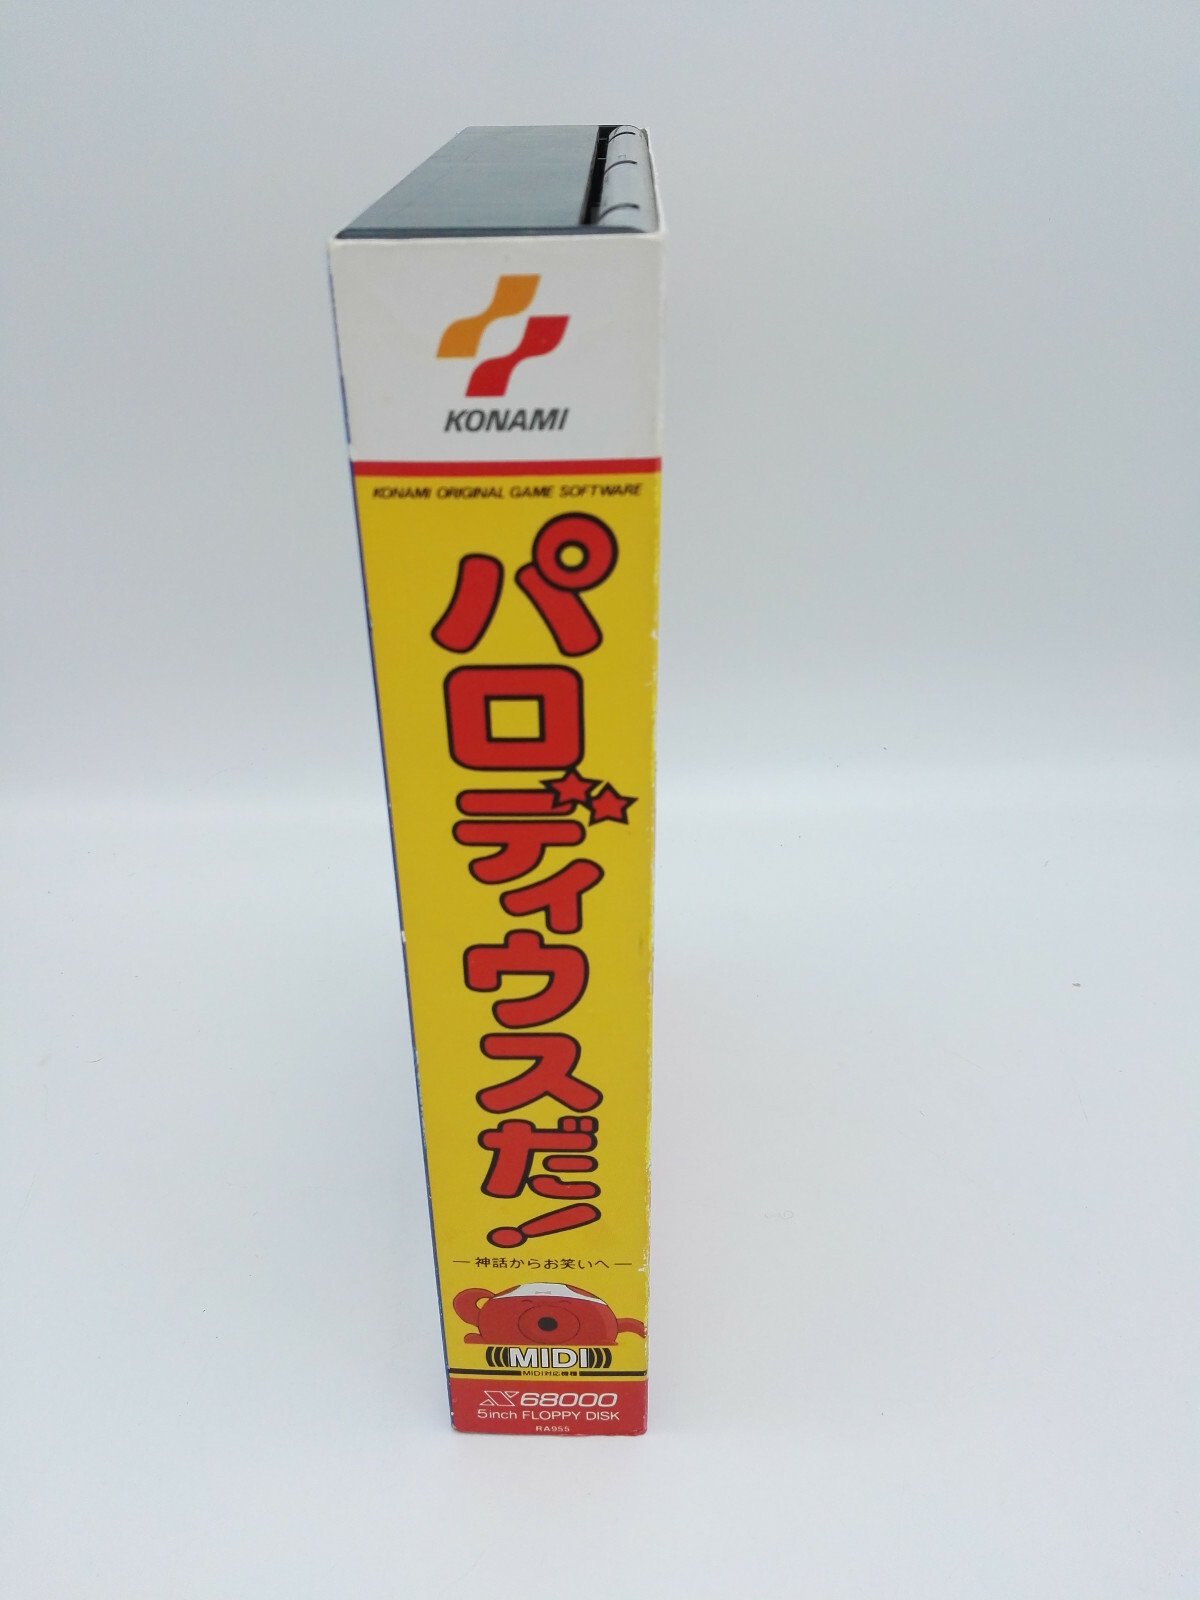 KONAMI
KONAMI ORIGINAL GAME SOFTWARE
パロディウスだ!
—神話からお笑いへ—
MIDI
MIDI対応機種
X68000
5inch FLOPPY DISK
RA955